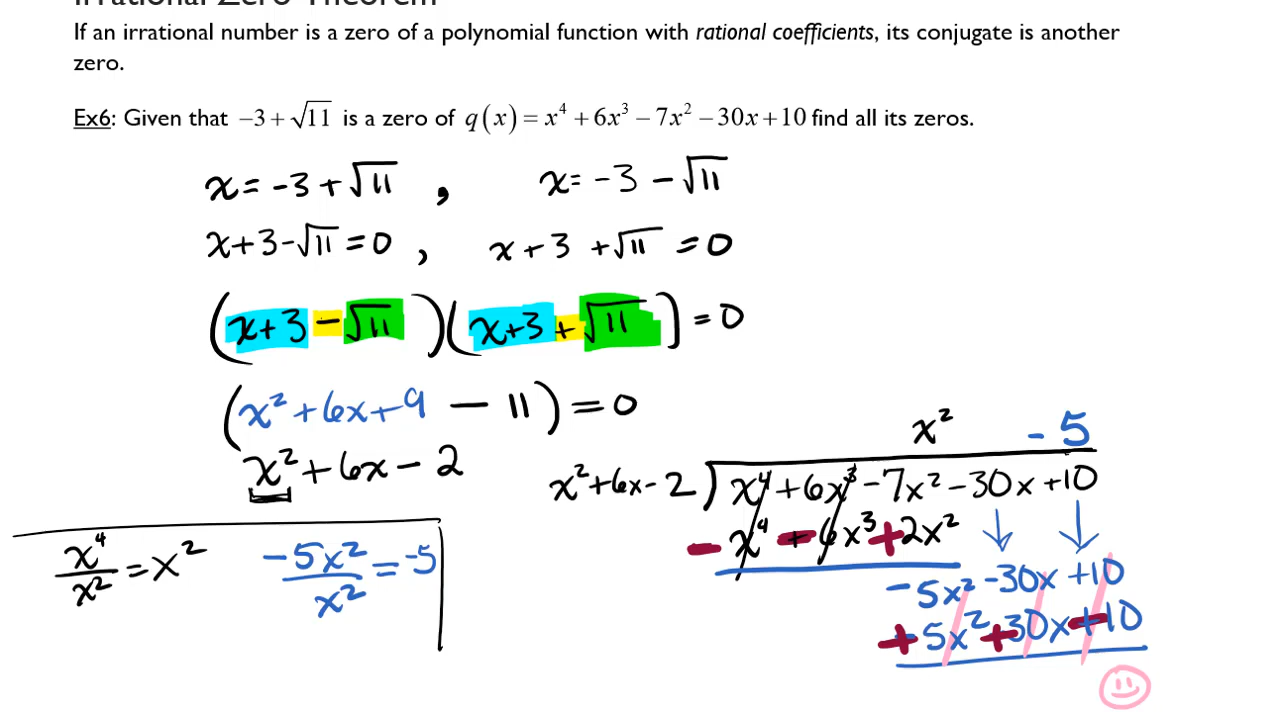 Irrational Zero Theorem
If an irrational number is a zero of a polynomial function with rational coefficients, its conjugate is another
zero.
Ex6: Given that −3 + √11 is a zero of q(x) = x⁴ + 6x³ − 7x² − 30x + 10 find all its zeros.
x = -3 + √11 , x = -3 - √11
x + 3 - √11 = 0 , x + 3 + √11 = 0
(x+3 - √11)(x+3 + √11) = 0
(x² + 6x + 9 - 11) = 0
x² - 5
x² + 6x - 2
x² + 6x - 2 ) x⁴ + 6x³ - 7x² - 30x + 10
- x⁴ - 6x³ + 2x²
x⁴/x² = x² -5x²/x² = -5
-5x² - 30x + 10
+ 5x² + 30x - 10